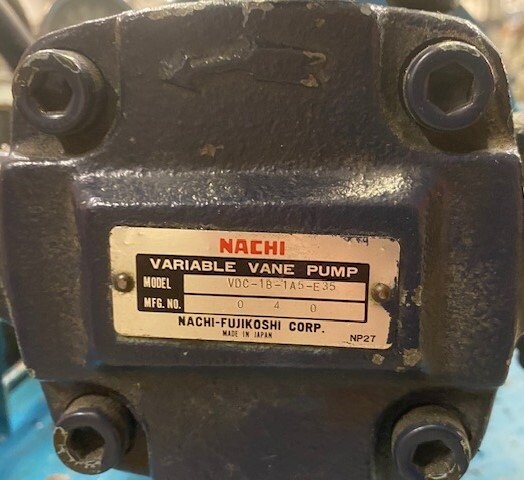 NACHI
VARIABLE VANE PUMP
MODEL VDC-1B-1A5-E35
MFG. NO. 0 4 0
NACHI-FUJIKOSHI CORP.
MADE IN JAPAN
NP27